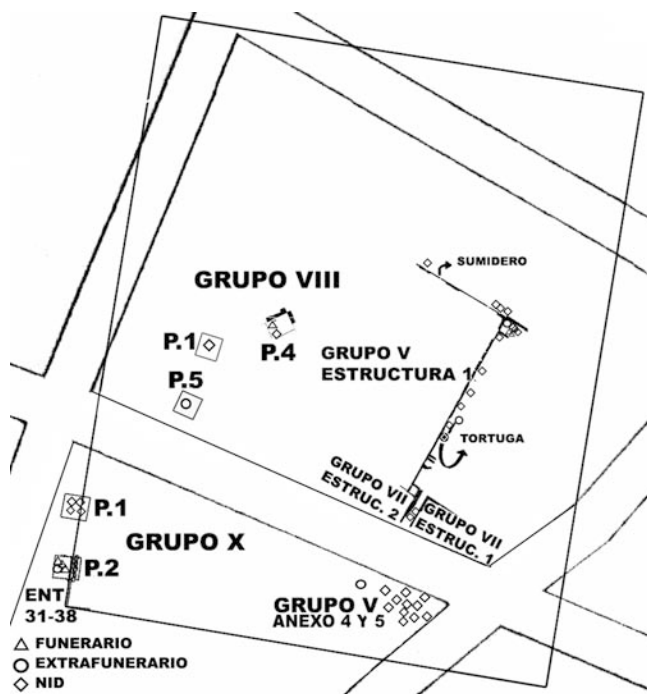 SUMIDERO
GRUPO VIII
P.1
P.4
GRUPO V
ESTRUCTURA 1
P.5
TORTUGA
GRUPO VII
ESTRUC. 2
GRUPO VII
ESTRUC. 1
P.1
GRUPO X
P.2
ENT
31-38
GRUPO V
ANEXO 4 Y 5
FUNERARIO
EXTRAFUNERARIO
NID